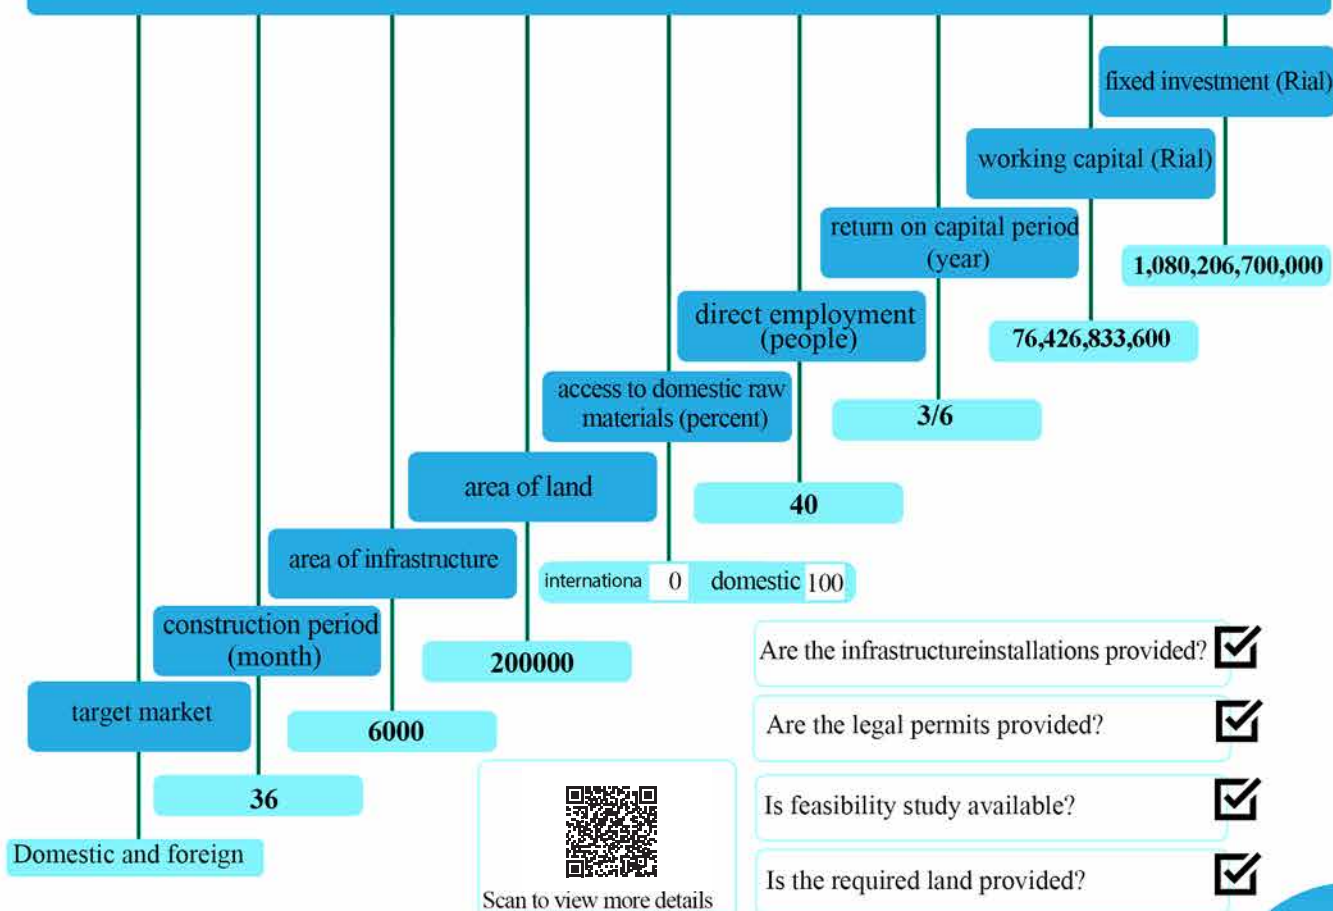 fixed investment (Rial)
1,080,206,700,000
working capital (Rial)
76,426,833,600
return on capital period
(year)
3/6
direct employment
(people)
40
access to domestic raw
materials (percent)
internationa 0 domestic 100
area of land
200000
area of infrastructure
6000
construction period
(month)
36
target market
Domestic and foreign
Are the infrastructureinstallations provided?
Are the legal permits provided?
Is feasibility study available?
Is the required land provided?
Scan to view more details